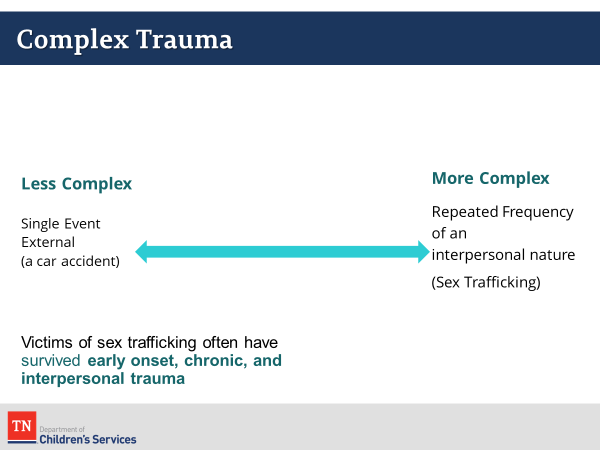 Complex Trauma
Less Complex
Single Event
External
(a car accident)
More Complex
Repeated Frequency
of an
interpersonal nature
(Sex Trafficking)
Victims of sex trafficking often have
survived early onset, chronic, and
interpersonal trauma
TN
Department of
Children's Services